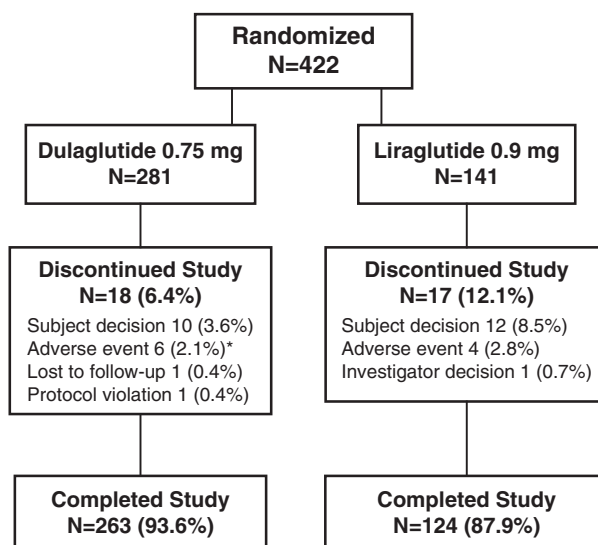 Randomized
N=422
Dulaglutide 0.75 mg
N=281
Liraglutide 0.9 mg
N=141
Discontinued Study
N=18 (6.4%)
Subject decision 10 (3.6%)
Adverse event 6 (2.1%)*
Lost to follow-up 1 (0.4%)
Protocol violation 1 (0.4%)
Discontinued Study
N=17 (12.1%)
Subject decision 12 (8.5%)
Adverse event 4 (2.8%)
Investigator decision 1 (0.7%)
Completed Study
N=263 (93.6%)
Completed Study
N=124 (87.9%)